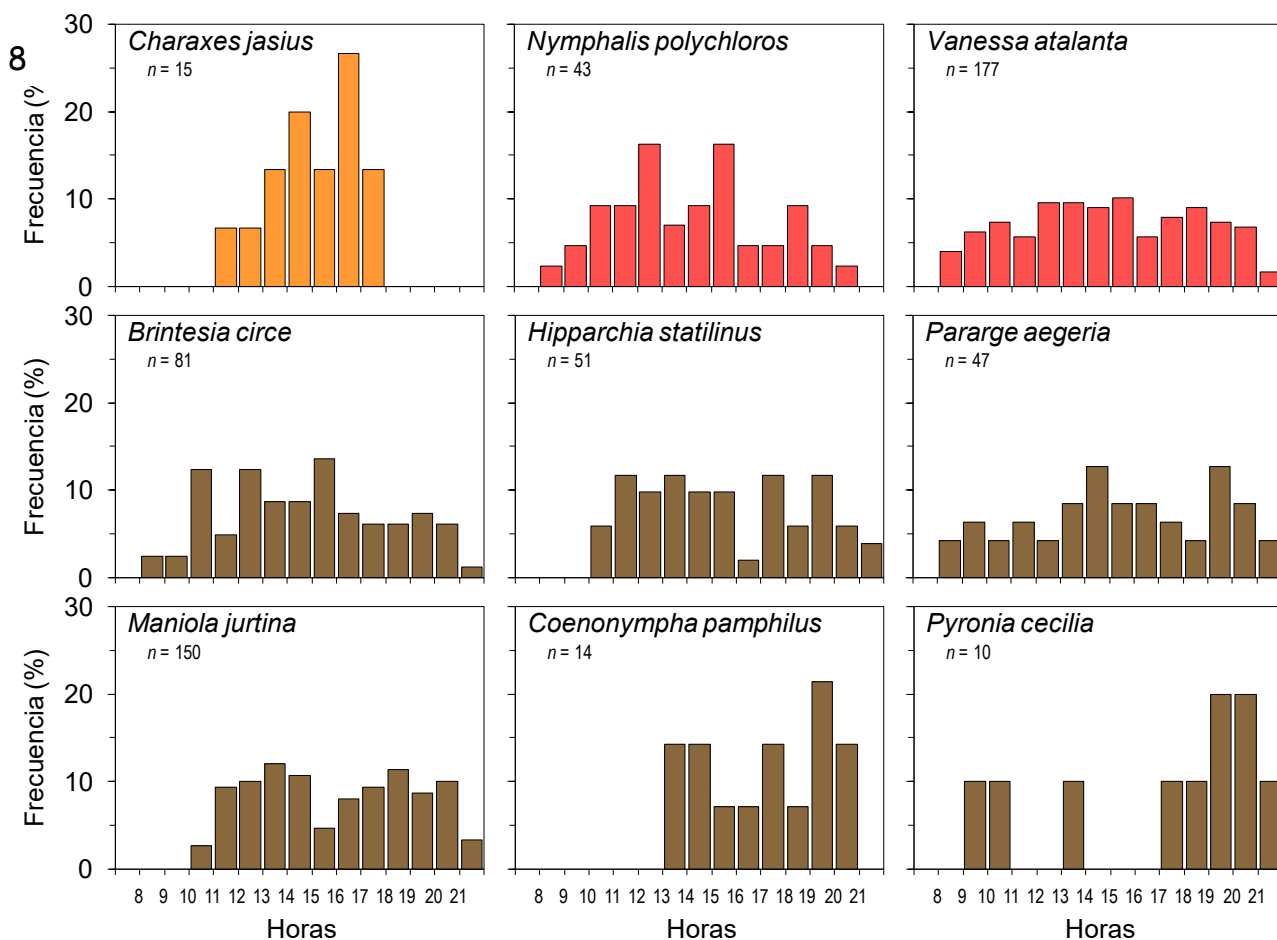 8
Charaxes jasius
n = 15
Nymphalis polychloros
n = 43
Vanessa atalanta
n = 177
Frecuencia (%
30
20
10
0
Brintesia circe
n = 81
Hipparchia statilinus
n = 51
Pararge aegeria
n = 47
Frecuencia (%)
30
20
10
0
Maniola jurtina
n = 150
Coenonympha pamphilus
n = 14
Pyronia cecilia
n = 10
Frecuencia (%)
30
20
10
0
8 9 10 11 12 13 14 15 16 17 18 19 20 21
8 9 10 11 12 13 14 15 16 17 18 19 20 21
8 9 10 11 12 13 14 15 16 17 18 19 20 21
Horas
Horas
Horas